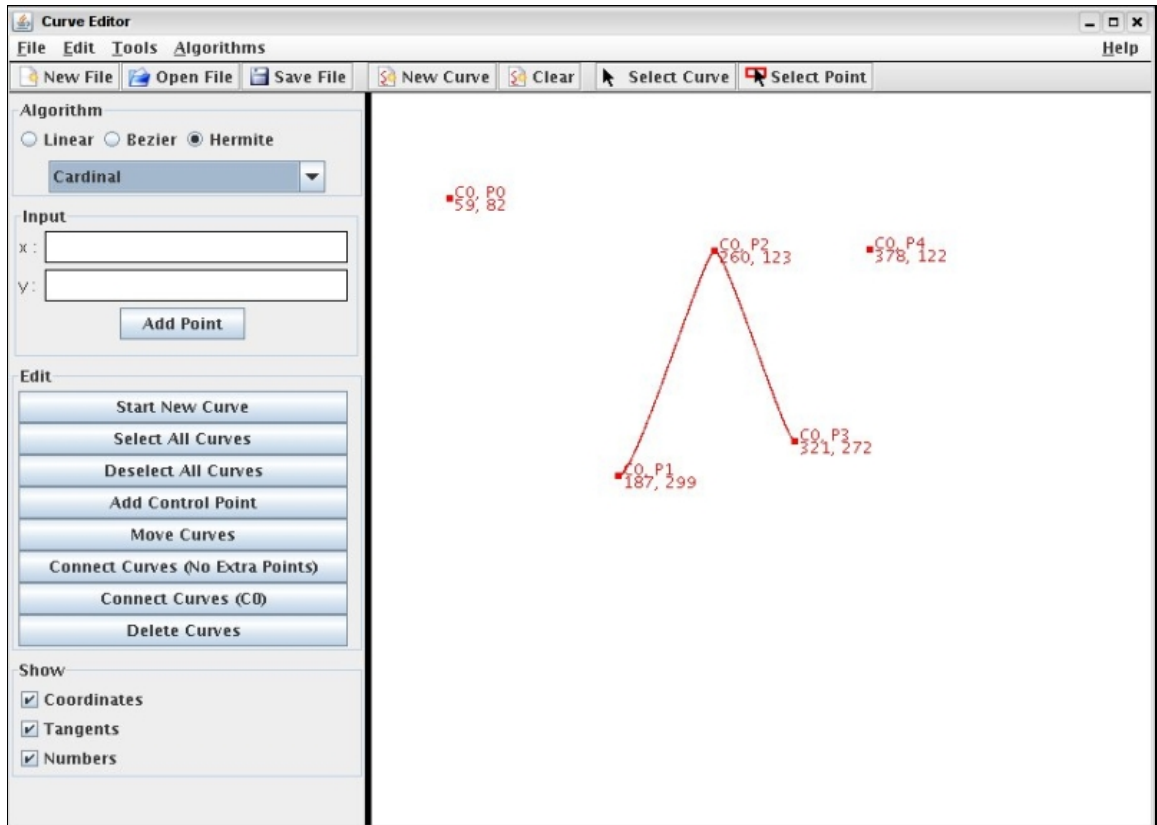 Curve Editor
File Edit Tools Algorithms Help
New File Open File Save File New Curve Clear Select Curve Select Point
Algorithm
Linear Bezier Hermite
Cardinal
Input
x :
y :
Add Point
Edit
Start New Curve
Select All Curves
Deselect All Curves
Add Control Point
Move Curves
Connect Curves (No Extra Points)
Connect Curves (C0)
Delete Curves
Show
Coordinates
Tangents
Numbers
C0, P0
59, 82
C0, P2
260, 123
C0, P4
378, 122
C0, P3
321, 272
C0, P1
187, 299